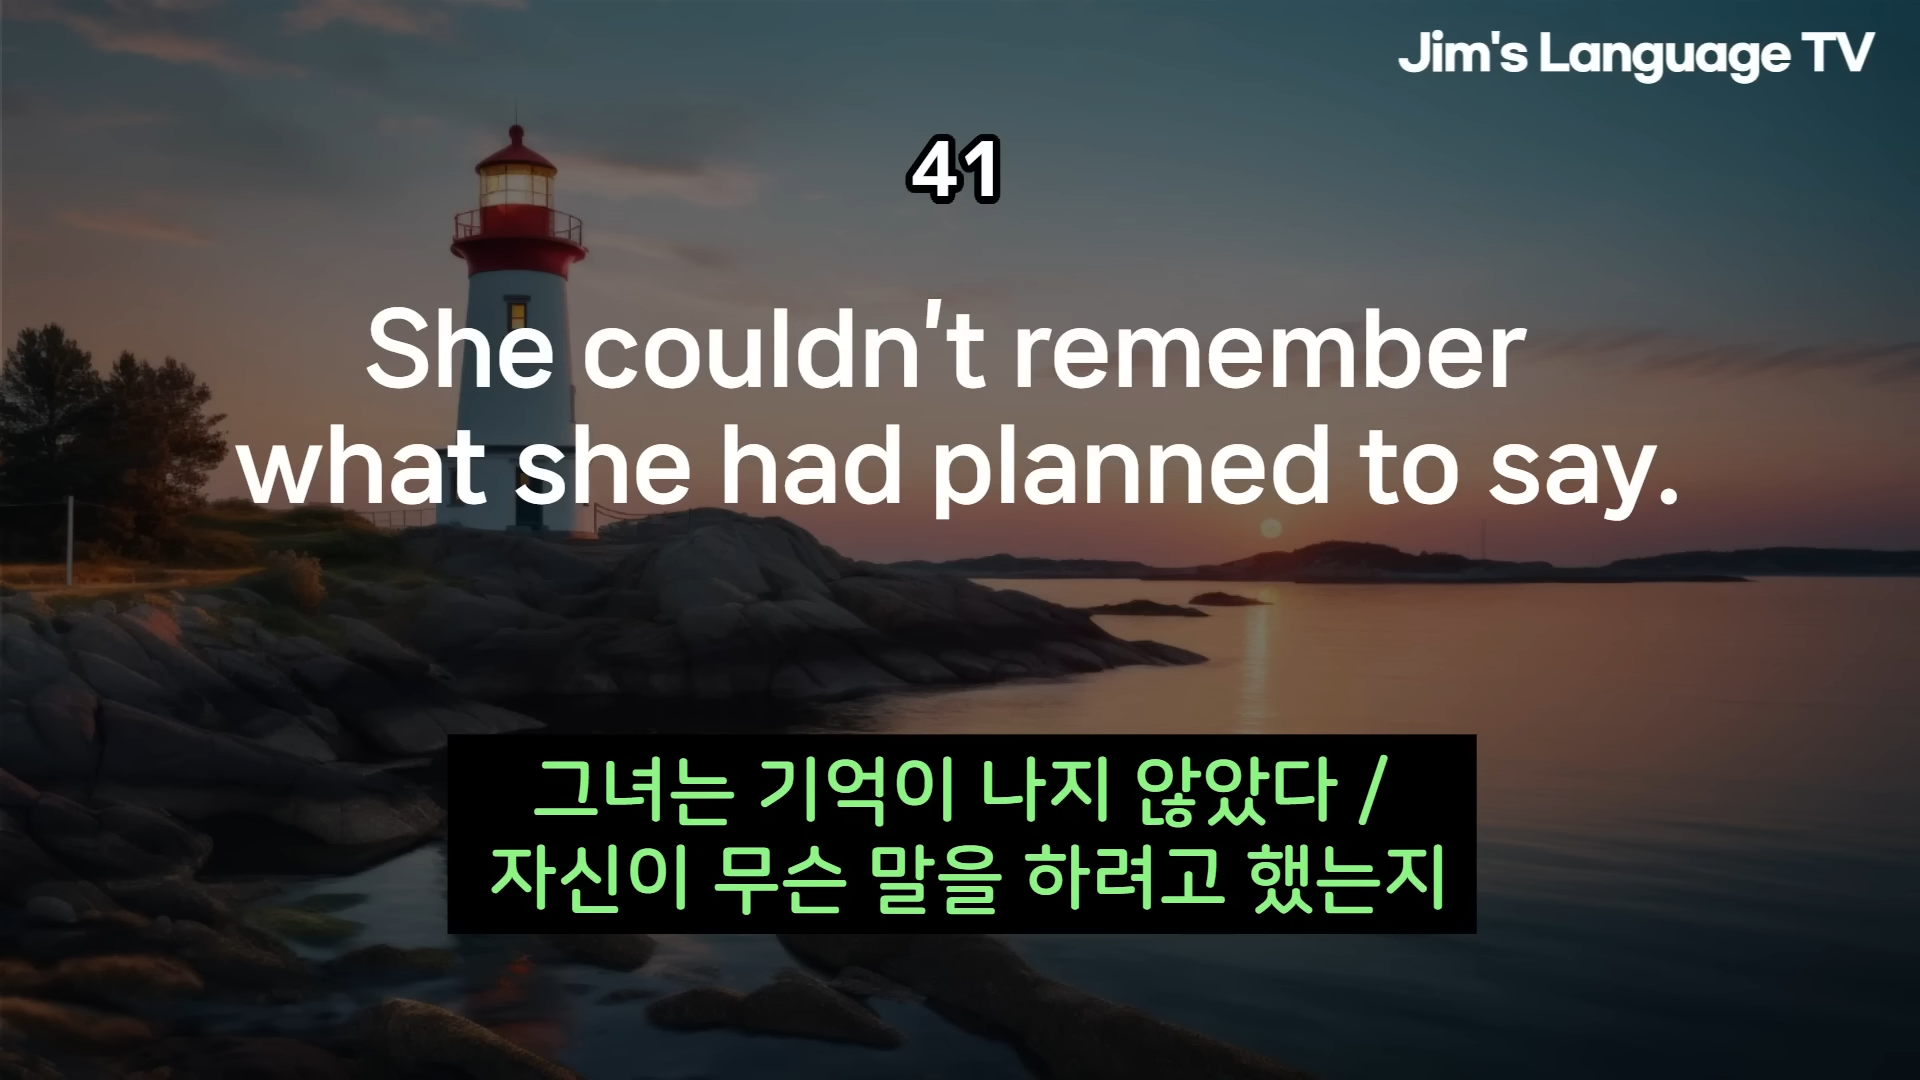 Jim's Language TV
41
She couldn't remember
what she had planned to say.
그녀는 기억이 나지 않았다 /
자신이 무슨 말을 하려고 했는지